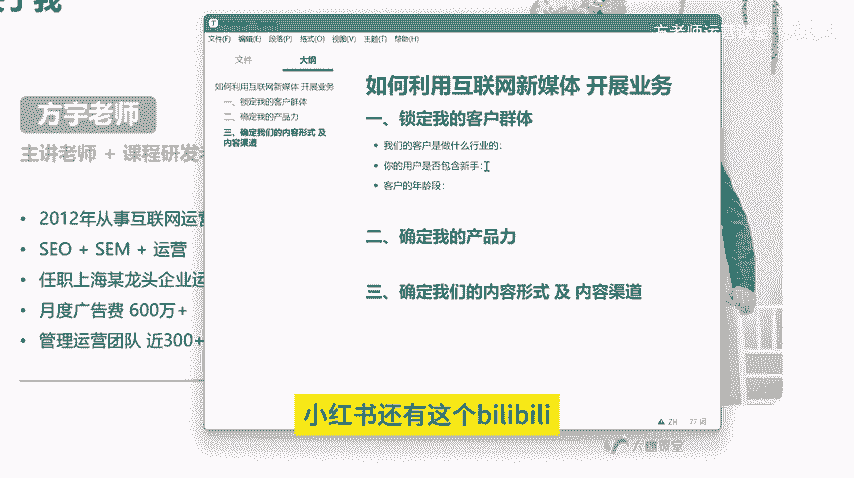 于我
方老师运营课堂
文件(F) 编辑(E) 段落(P) 格式(O) 视图(V) 主题(T) 帮助(H)
文件 大纲
如何利用互联网新媒体 开展业务
一、锁定我的客户群体
二、确定我的产品力
三、确定我们的内容形式 及
内容渠道
如何利用互联网新媒体 开展业务
一、锁定我的客户群体
• 我们的客户是做什么行业的:
• 你的用户是否包含新手:
• 客户的年龄段:
二、确定我的产品力
三、确定我们的内容形式 及 内容渠道
ZH 77 词
方宇老师
主讲老师 + 课程研发
• 2012年从事互联网运营
• SEO + SEM + 运营
• 任职上海某龙头企业运
• 月度广告费 600万+
• 管理运营团队 近300+
小红书还有这个bilibili